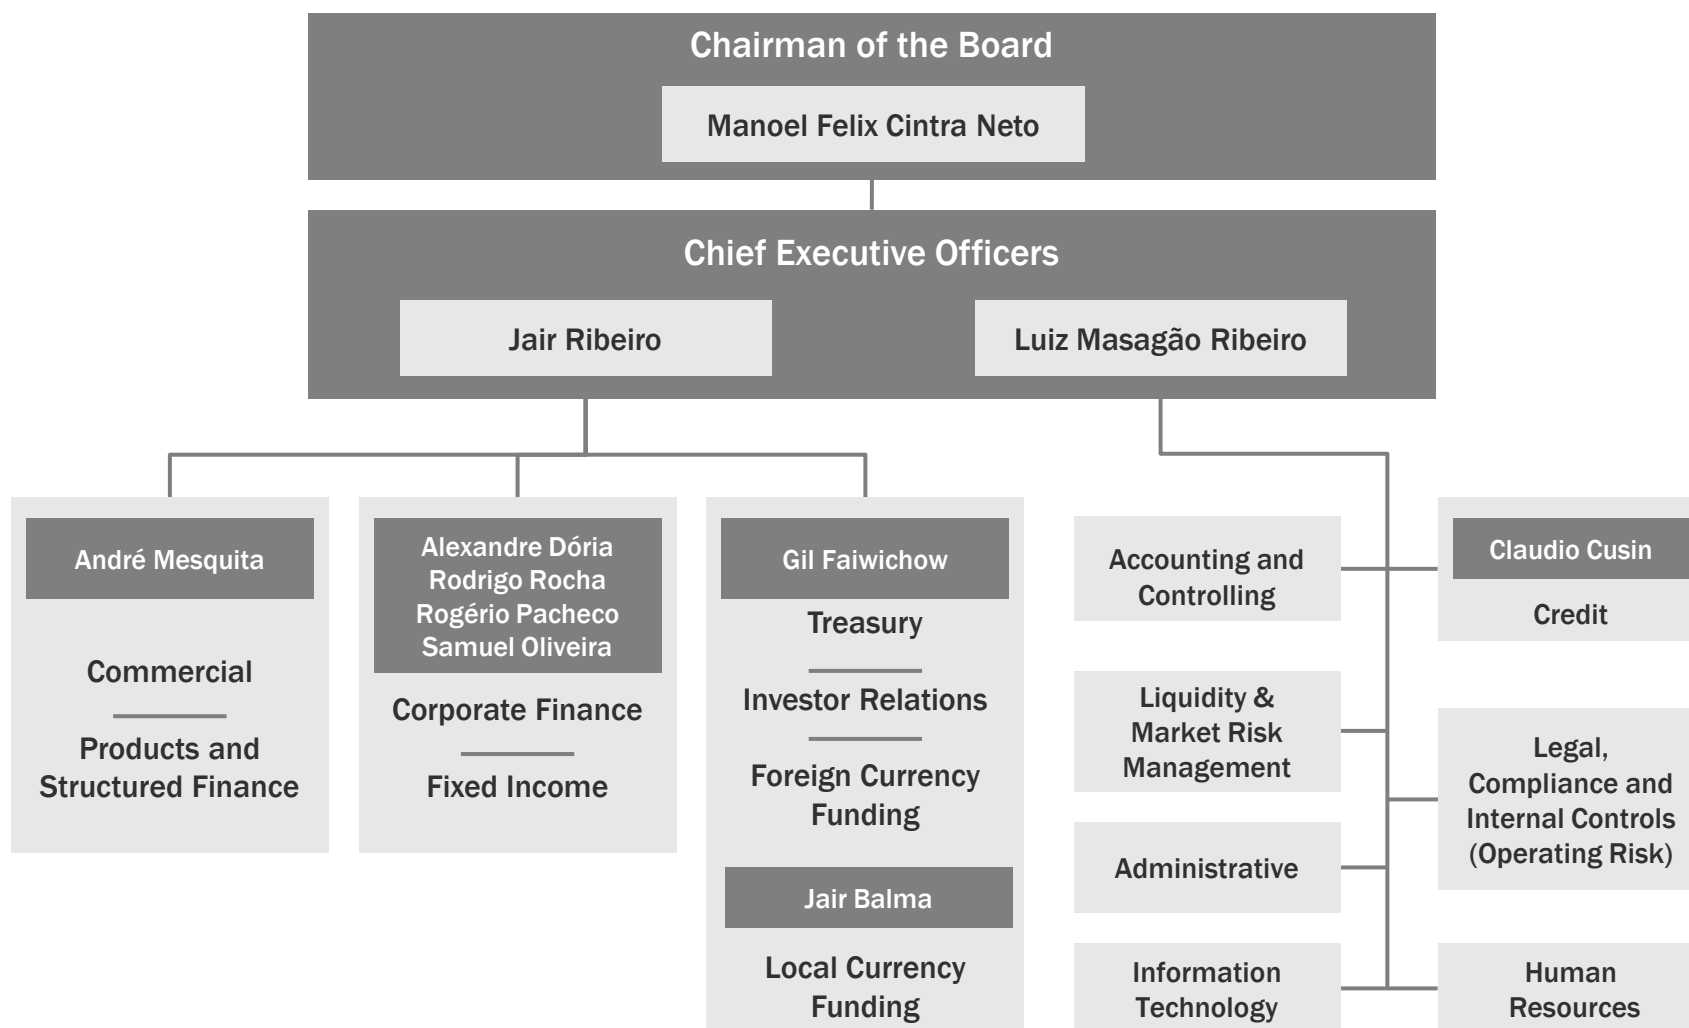 Chairman of the Board
Manoel Felix Cintra Neto
Chief Executive Officers
Jair Ribeiro
Luiz Masagão Ribeiro
André Mesquita
Commercial
Products and
Structured Finance
Alexandre Dória
Rodrigo Rocha
Rogério Pacheco
Samuel Oliveira
Corporate Finance
Fixed Income
Gil Faiwichow
Treasury
Investor Relations
Foreign Currency
Funding
Jair Balma
Local Currency
Funding
Accounting and
Controlling
Liquidity &
Market Risk
Management
Administrative
Information
Technology
Claudio Cusin
Credit
Legal,
Compliance and
Internal Controls
(Operating Risk)
Human
Resources